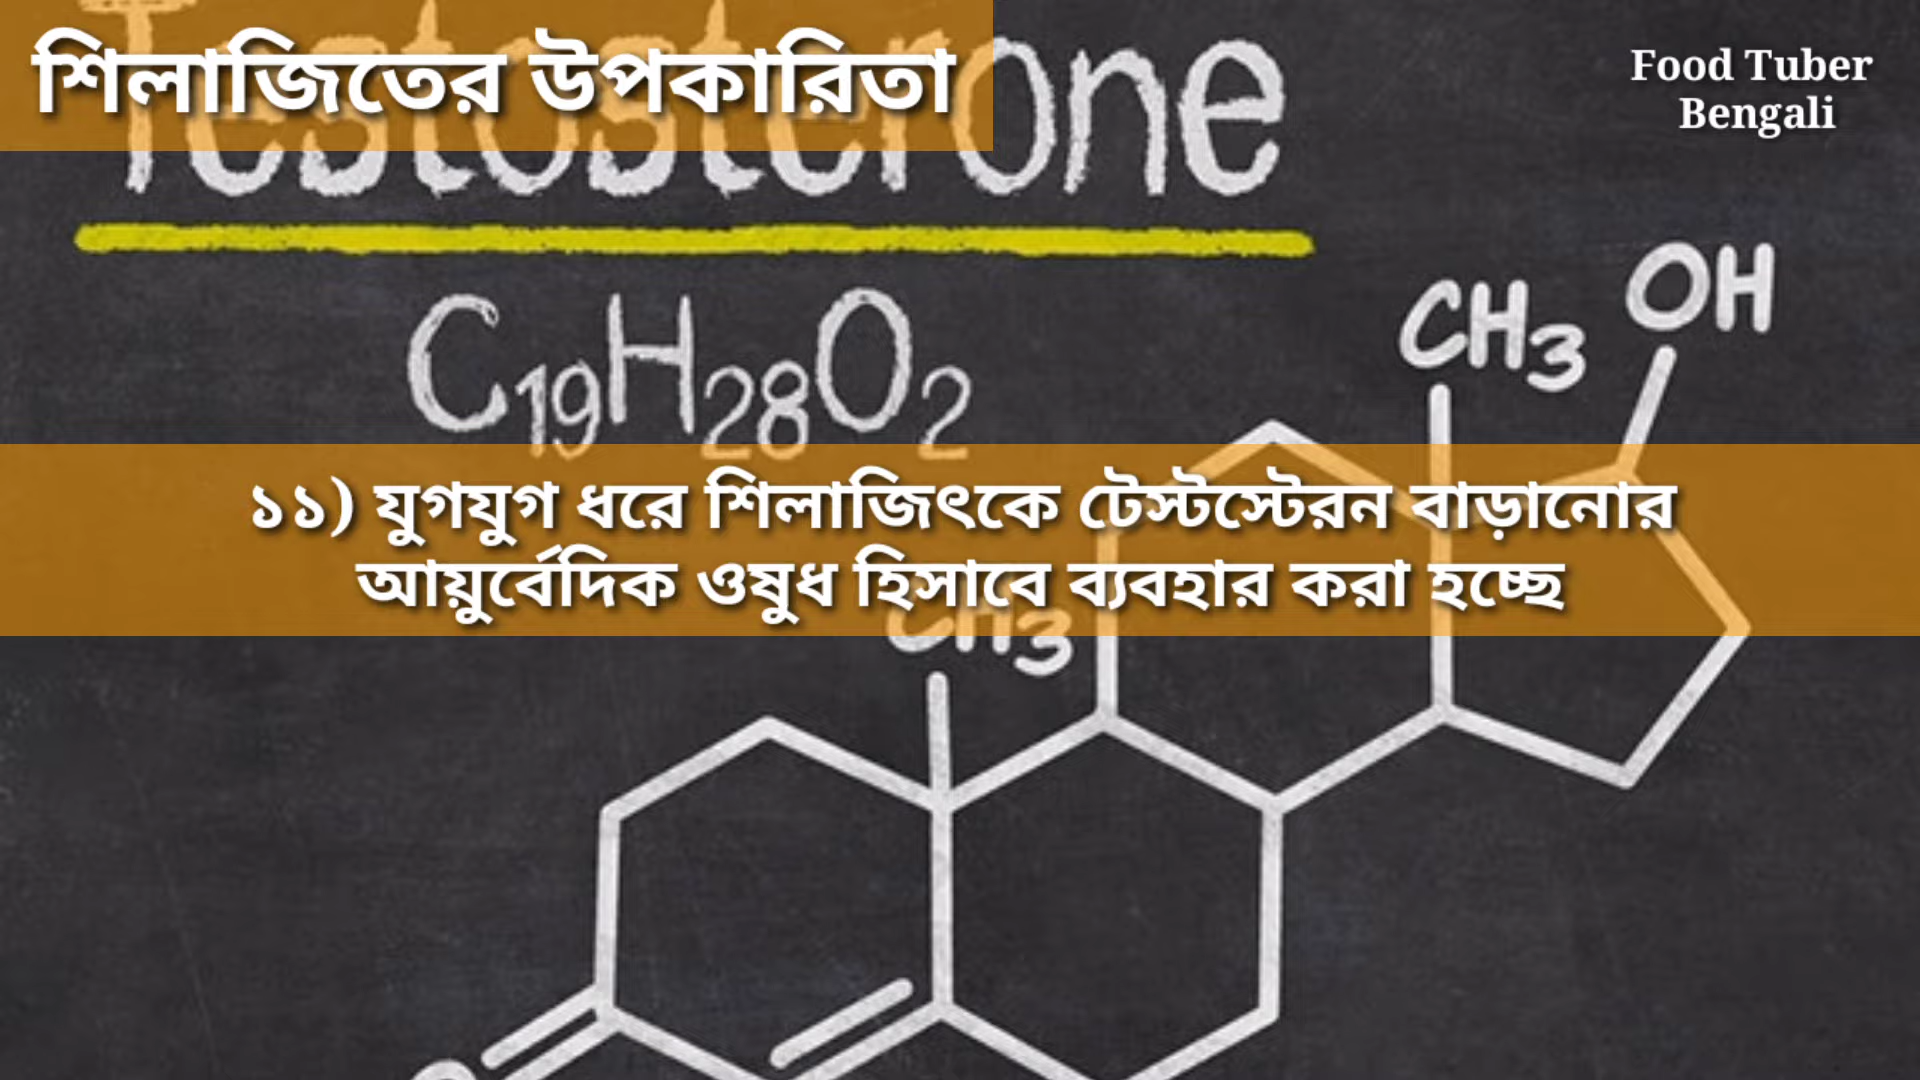 শিলাজিতের উপকারিতা
Testosterone
Food Tuber
Bengali
C19H28O2
CH3
OH
১১) যুগযুগ ধরে শিলাজিৎকে টেস্টস্টেরন বাড়ানোর
আয়ুর্বেদিক ওষুধ হিসাবে ব্যবহার করা হচ্ছে
CH3